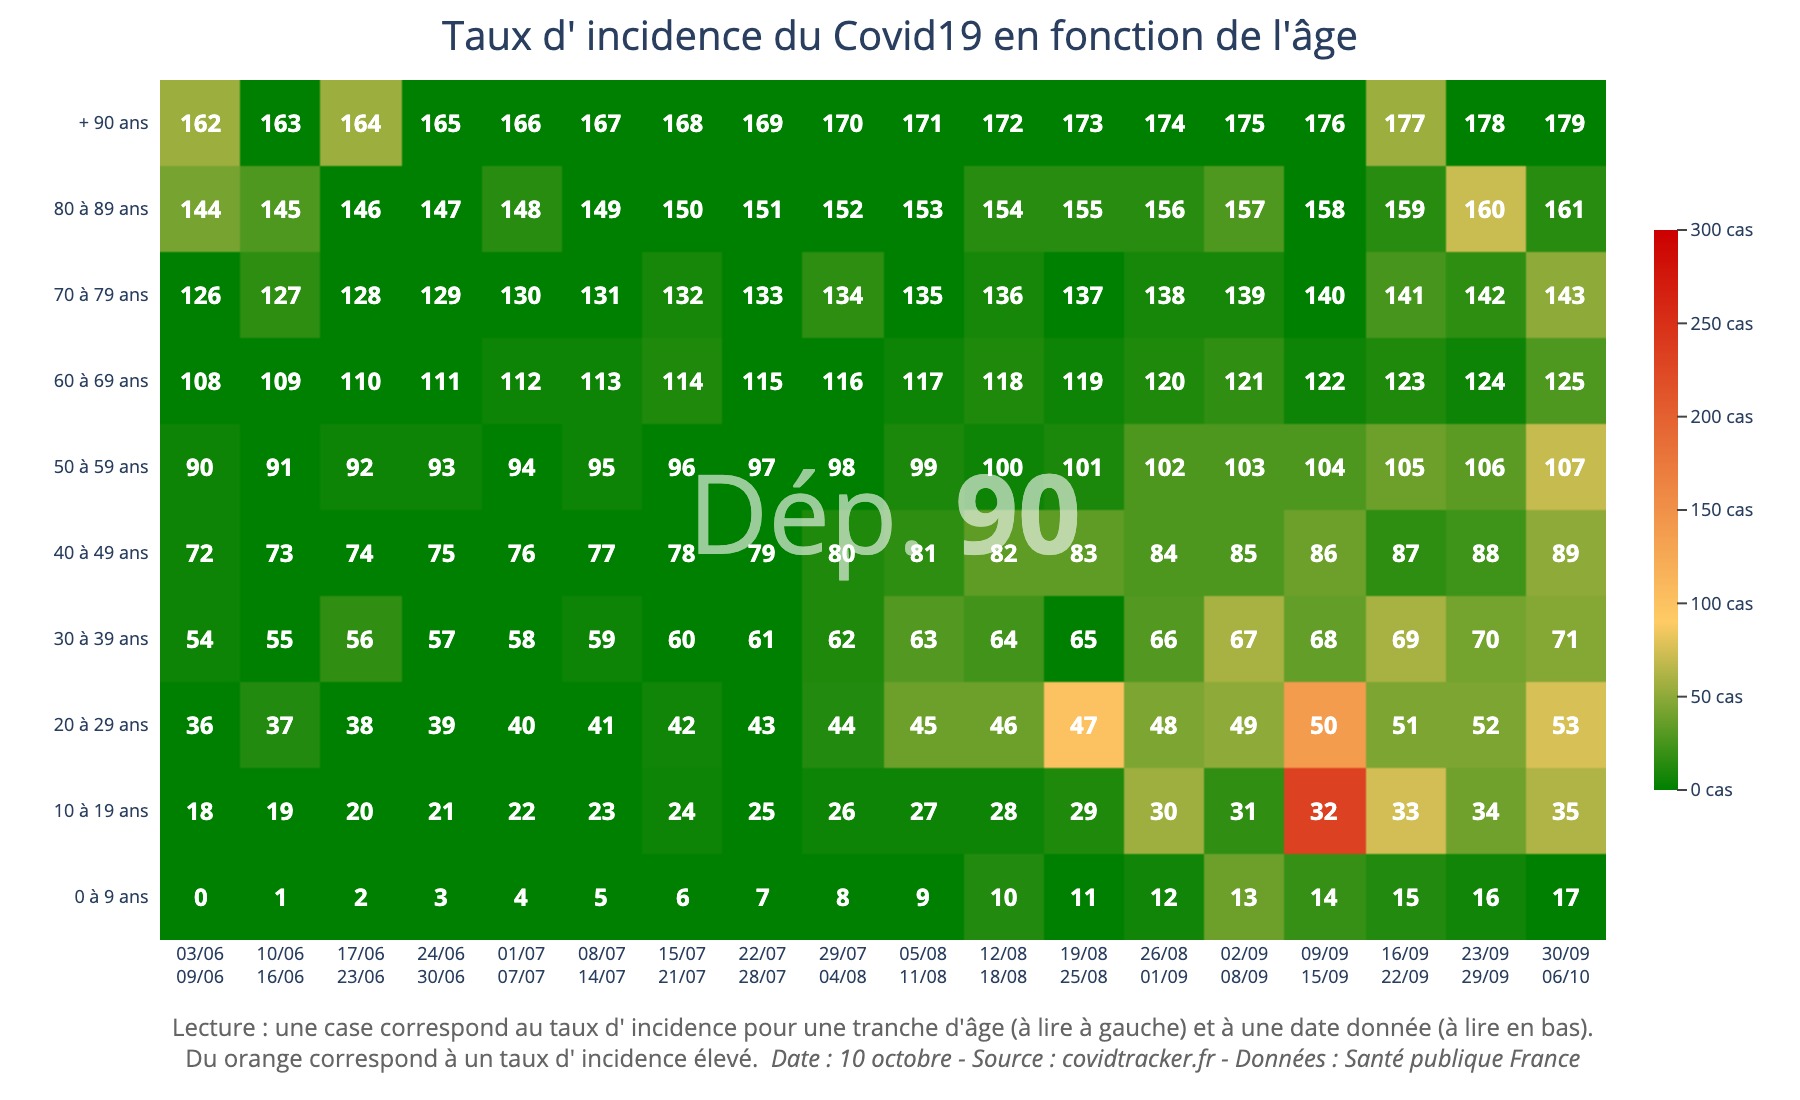 Taux d' incidence du Covid19 en fonction de l'âge
+ 90 ans 162 163 164 165 166 167 168 169 170 171 172 173 174 175 176 177 178 179
80 à 89 ans 144 145 146 147 148 149 150 151 152 153 154 155 156 157 158 159 160 161
300 cas
70 à 79 ans 126 127 128 129 130 131 132 133 134 135 136 137 138 139 140 141 142 143
250 cas
60 à 69 ans 108 109 110 111 112 113 114 115 116 117 118 119 120 121 122 123 124 125
200 cas
50 à 59 ans 90 91 92 93 94 95 96 97 98 99 100 101 102 103 104 105 106 107
Dép. 90
150 cas
40 à 49 ans 72 73 74 75 76 77 78 79 80 81 82 83 84 85 86 87 88 89
100 cas
30 à 39 ans 54 55 56 57 58 59 60 61 62 63 64 65 66 67 68 69 70 71
50 cas
20 à 29 ans 36 37 38 39 40 41 42 43 44 45 46 47 48 49 50 51 52 53
0 cas
10 à 19 ans 18 19 20 21 22 23 24 25 26 27 28 29 30 31 32 33 34 35
0 à 9 ans 0 1 2 3 4 5 6 7 8 9 10 11 12 13 14 15 16 17
03/06 10/06 17/06 24/06 01/07 08/07 15/07 22/07 29/07 05/08 12/08 19/08 26/08 02/09 09/09 16/09 23/09 30/09
09/06 16/06 23/06 30/06 07/07 14/07 21/07 28/07 04/08 11/08 18/08 25/08 01/09 08/09 15/09 22/09 29/09 06/10
Lecture : une case correspond au taux d' incidence pour une tranche d'âge (à lire à gauche) et à une date donnée (à lire en bas).
Du orange correspond à un taux d' incidence élevé. Date : 10 octobre - Source : covidtracker.fr - Données : Santé publique France